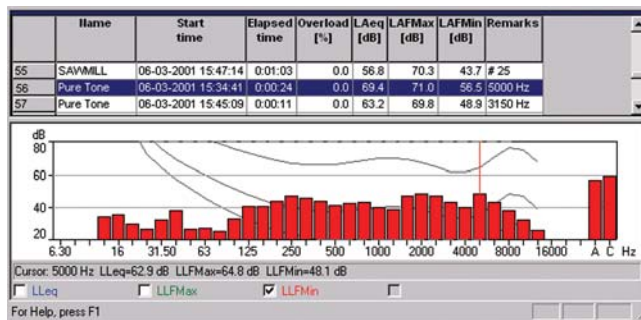 Name Start time Elapsed time Overload [%] LAeq [dB] LAFMax [dB] LAFMin [dB] Remarks
55 SAWMILL 06-03-2001 15:47:14 0:01:03 0.0 56.8 70.3 43.7 # 25
56 Pure Tone 06-03-2001 15:34:41 0:00:24 0.0 69.4 71.0 56.5 5000 Hz
57 Pure Tone 06-03-2001 15:45:09 0:00:11 0.0 63.2 69.8 48.9 3150 Hz
dB
80
60
40
20
6.30 16 31.50 63 125 250 500 1000 2000 4000 8000 16000 A C Hz
Cursor: 5000 Hz LLeq=62.9 dB LLFMax=64.8 dB LLFMin=48.1 dB
LLeq LLFMax LLFMin
For Help, press F1